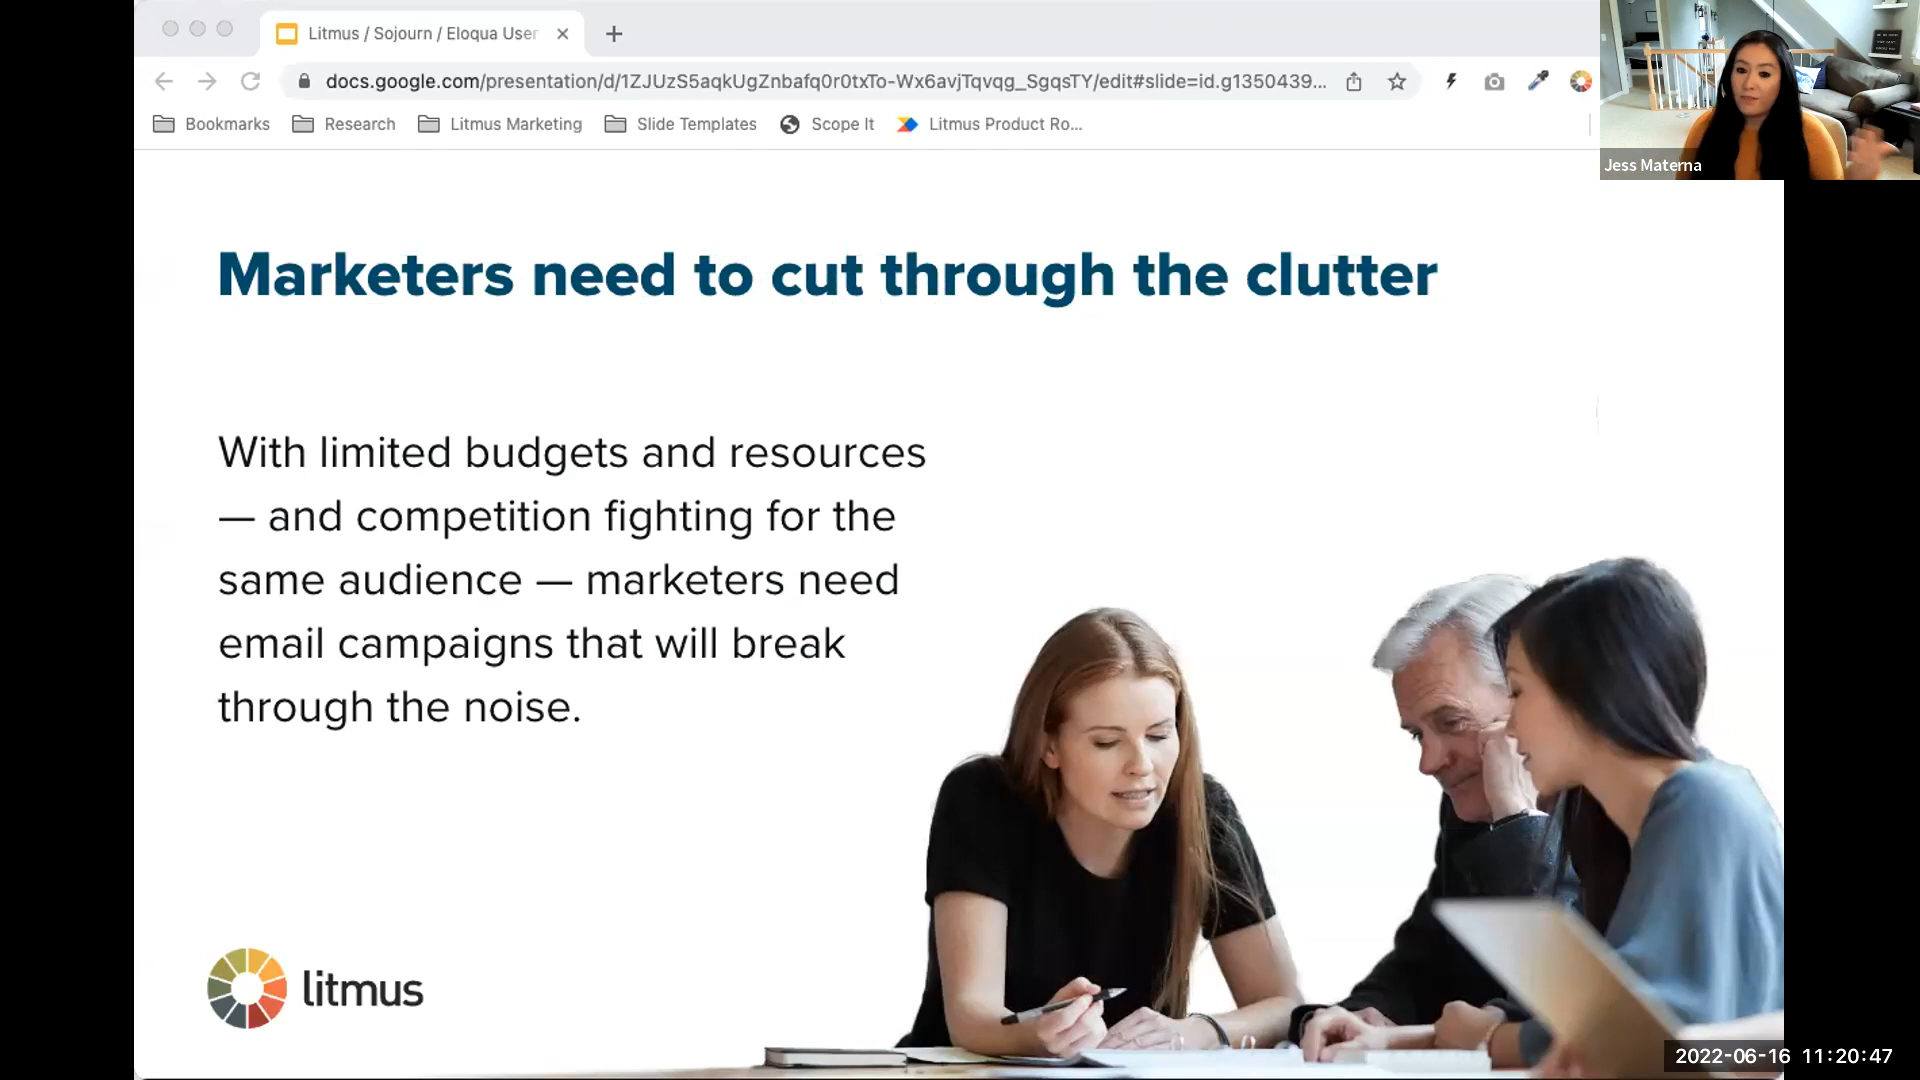 Litmus / Sojourn / Eloqua User
docs.google.com/presentation/d/1ZJUzS5aqkUgZnbafq0r0txTo-Wx6avjTqvqg_SgqsTY/edit#slide=id.g1350439...
Bookmarks Research Litmus Marketing Slide Templates Scope It Litmus Product Ro...
Jess Materna
Marketers need to cut through the clutter
With limited budgets and resources
— and competition fighting for the
same audience — marketers need
email campaigns that will break
through the noise.
litmus
2022-06-16 11:20:47